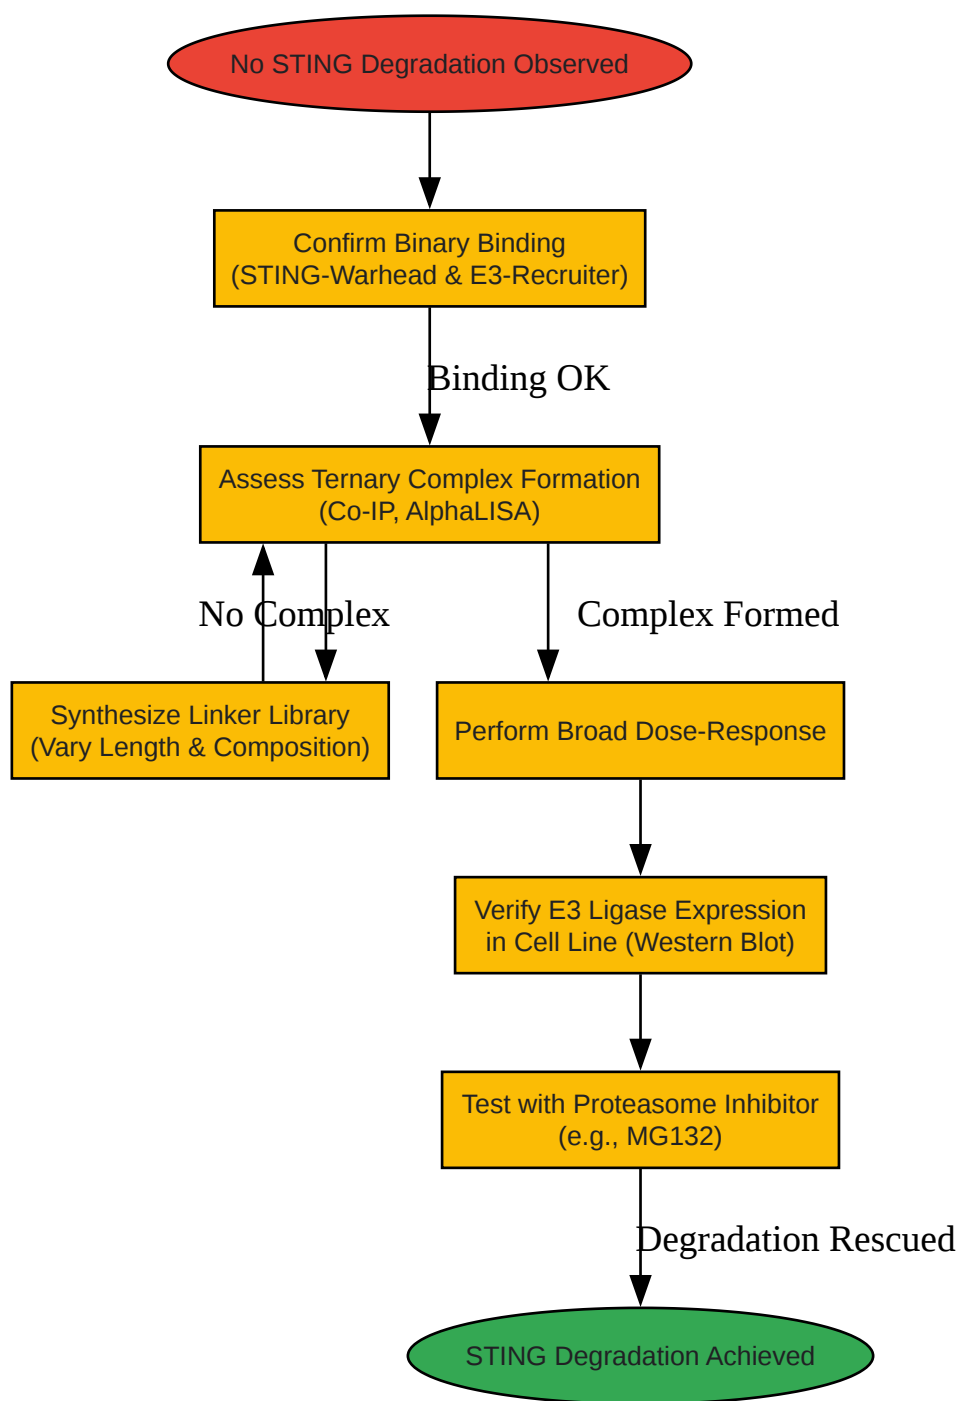 No STING Degradation Observed
Confirm Binary Binding
(STING-Warhead & E3-Recruiter)
Binding OK
Assess Ternary Complex Formation
(Co-IP, AlphaLISA)
No Complex
Complex Formed
Synthesize Linker Library
(Vary Length & Composition)
Perform Broad Dose-Response
Verify E3 Ligase Expression
in Cell Line (Western Blot)
Test with Proteasome Inhibitor
(e.g., MG132)
Degradation Rescued
STING Degradation Achieved